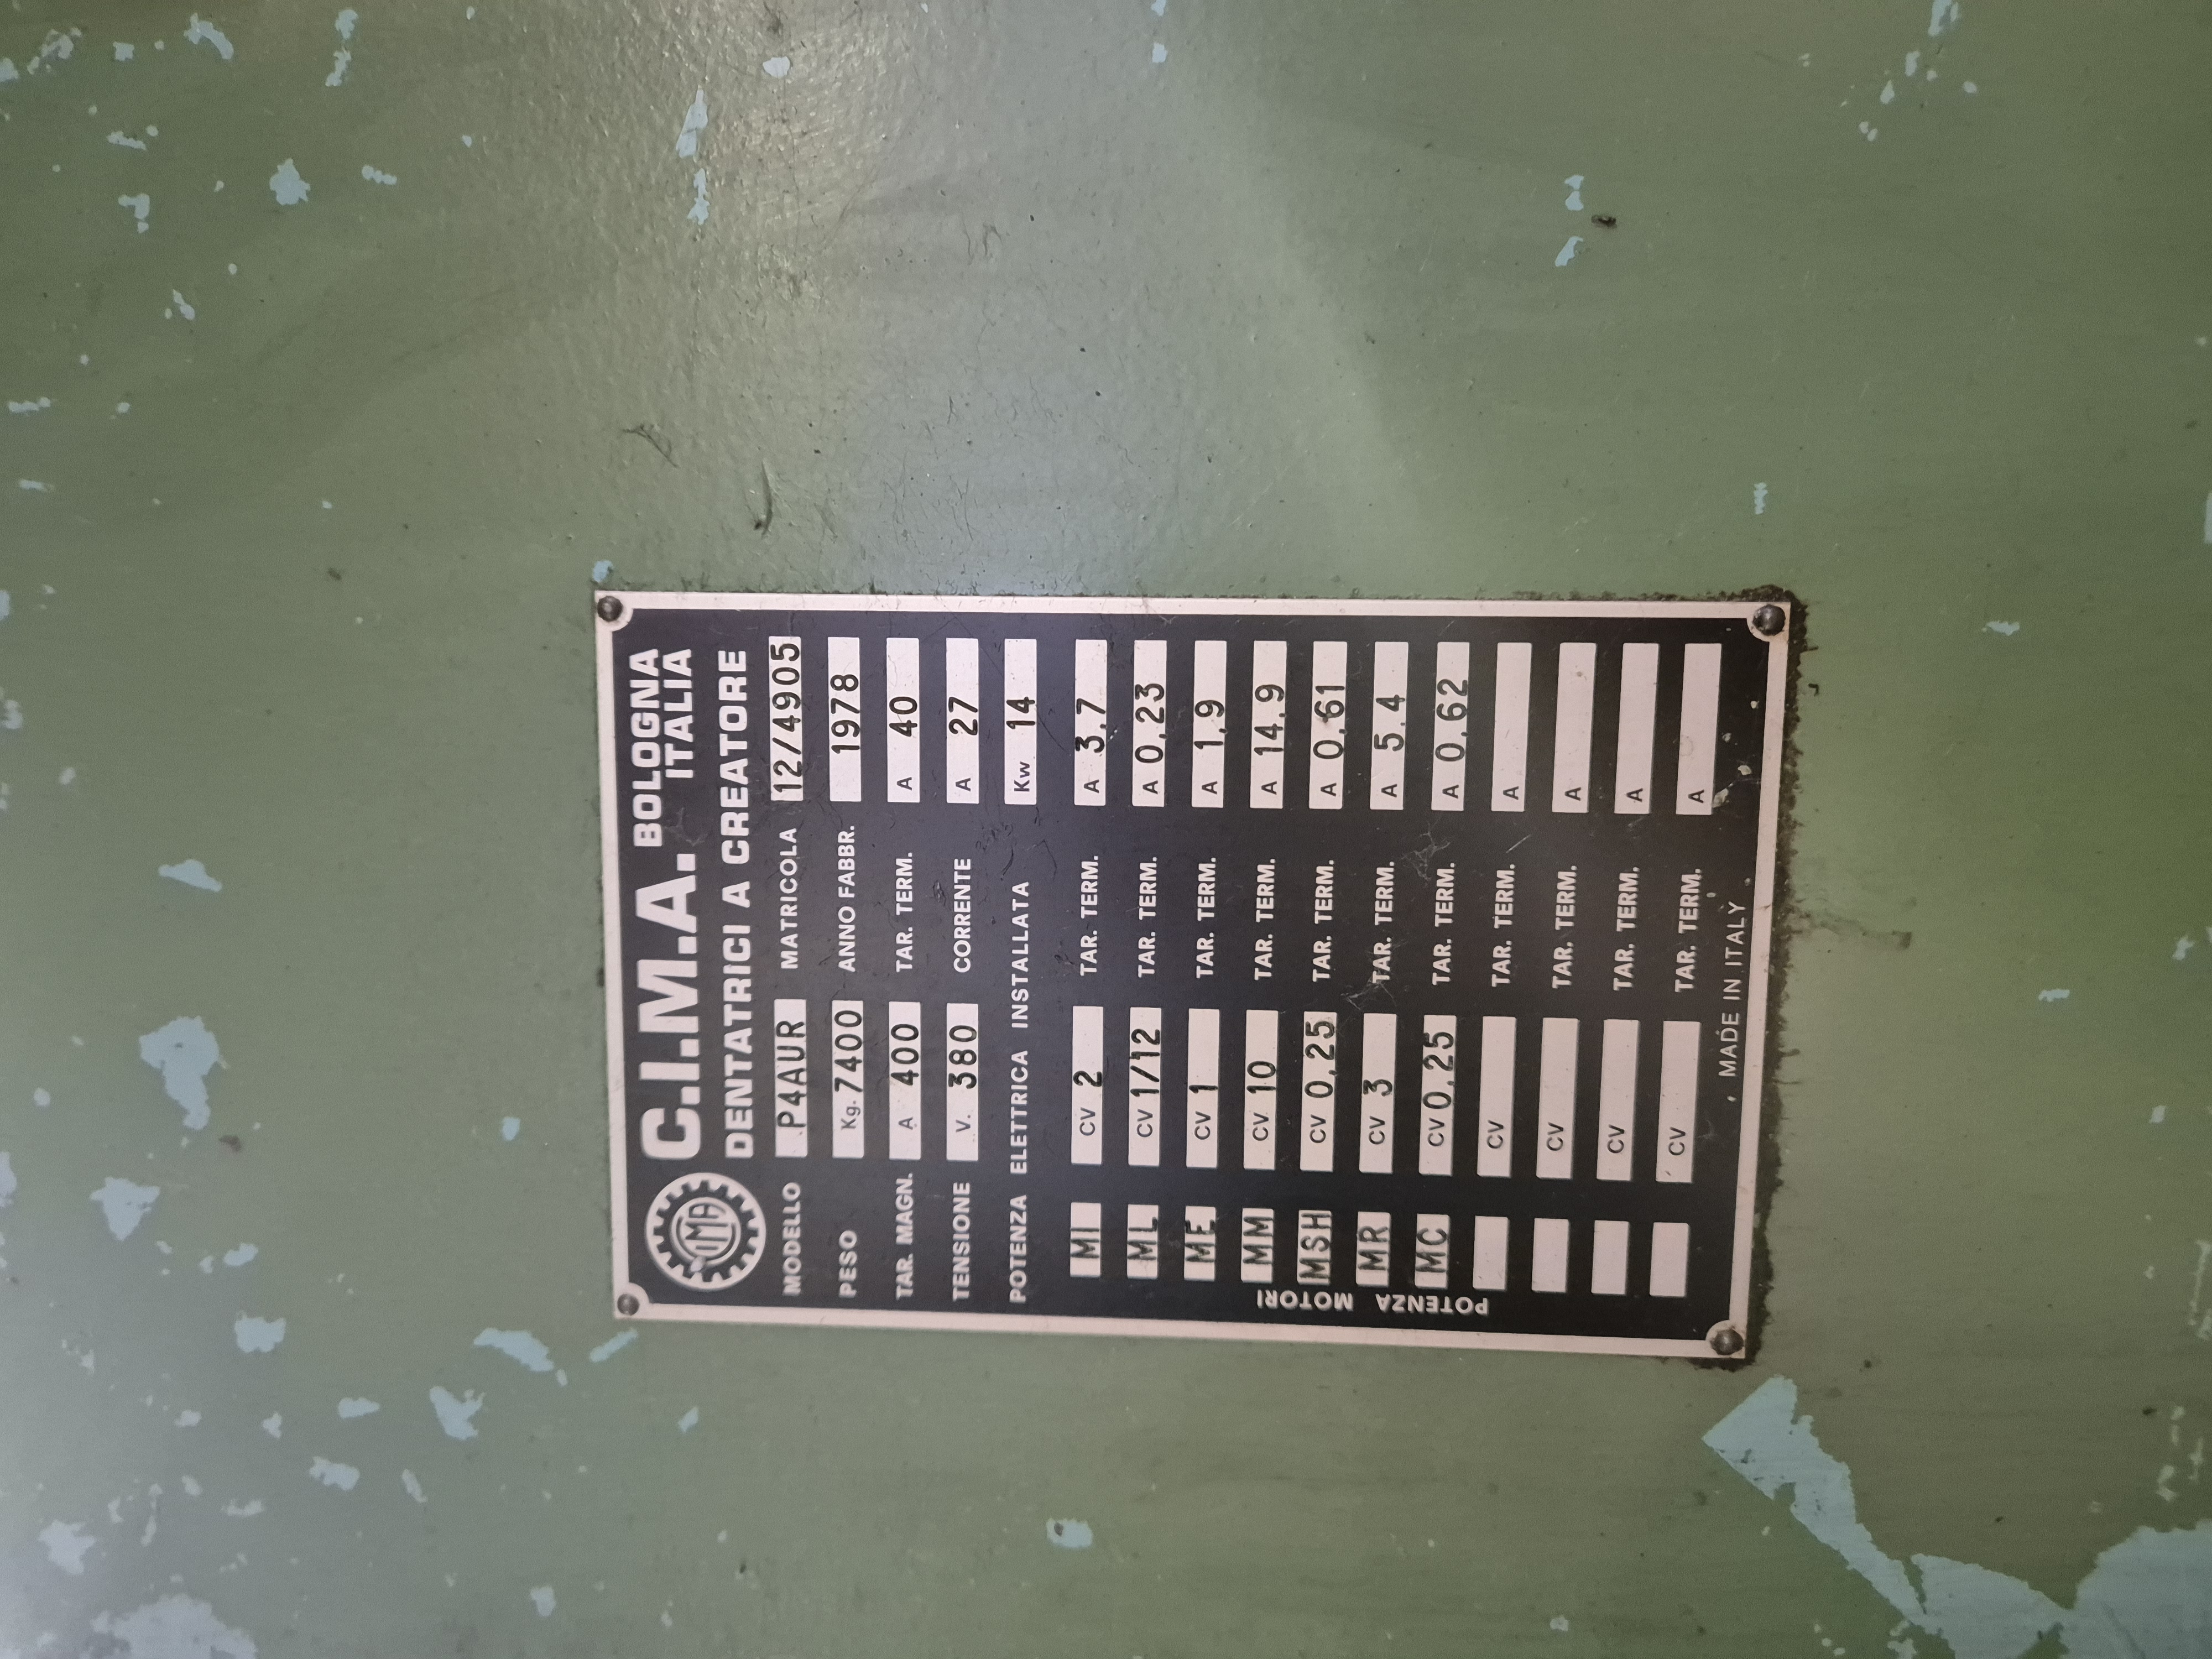 CIMA C.I.M.A. BOLOGNA ITALIA
DENTATRICI A CREATORE
MODELLO P4AUR MATRICOLA 12/4905
PESO Kg. 7400 ANNO FABBR. 1978
TAR. MAGN. A 400 TAR. TERM. A 40
TENSIONE V. 380 CORRENTE A 27
POTENZA ELETTRICA INSTALLATA Kw 14
POTENZA MOTORI
MI CV 2 TAR. TERM. A 3,7
ML CV 1/12 TAR. TERM. A 0,23
ME CV 1 TAR. TERM. A 1,9
MM CV 10 TAR. TERM. A 14,9
MSH CV 0,25 TAR. TERM. A 0,61
MR CV 3 TAR. TERM. A 5,4
MC CV 0,25 TAR. TERM. A 0,62
CV TAR. TERM. A
CV TAR. TERM. A
CV TAR. TERM. A
CV TAR. TERM. A
MADE IN ITALY